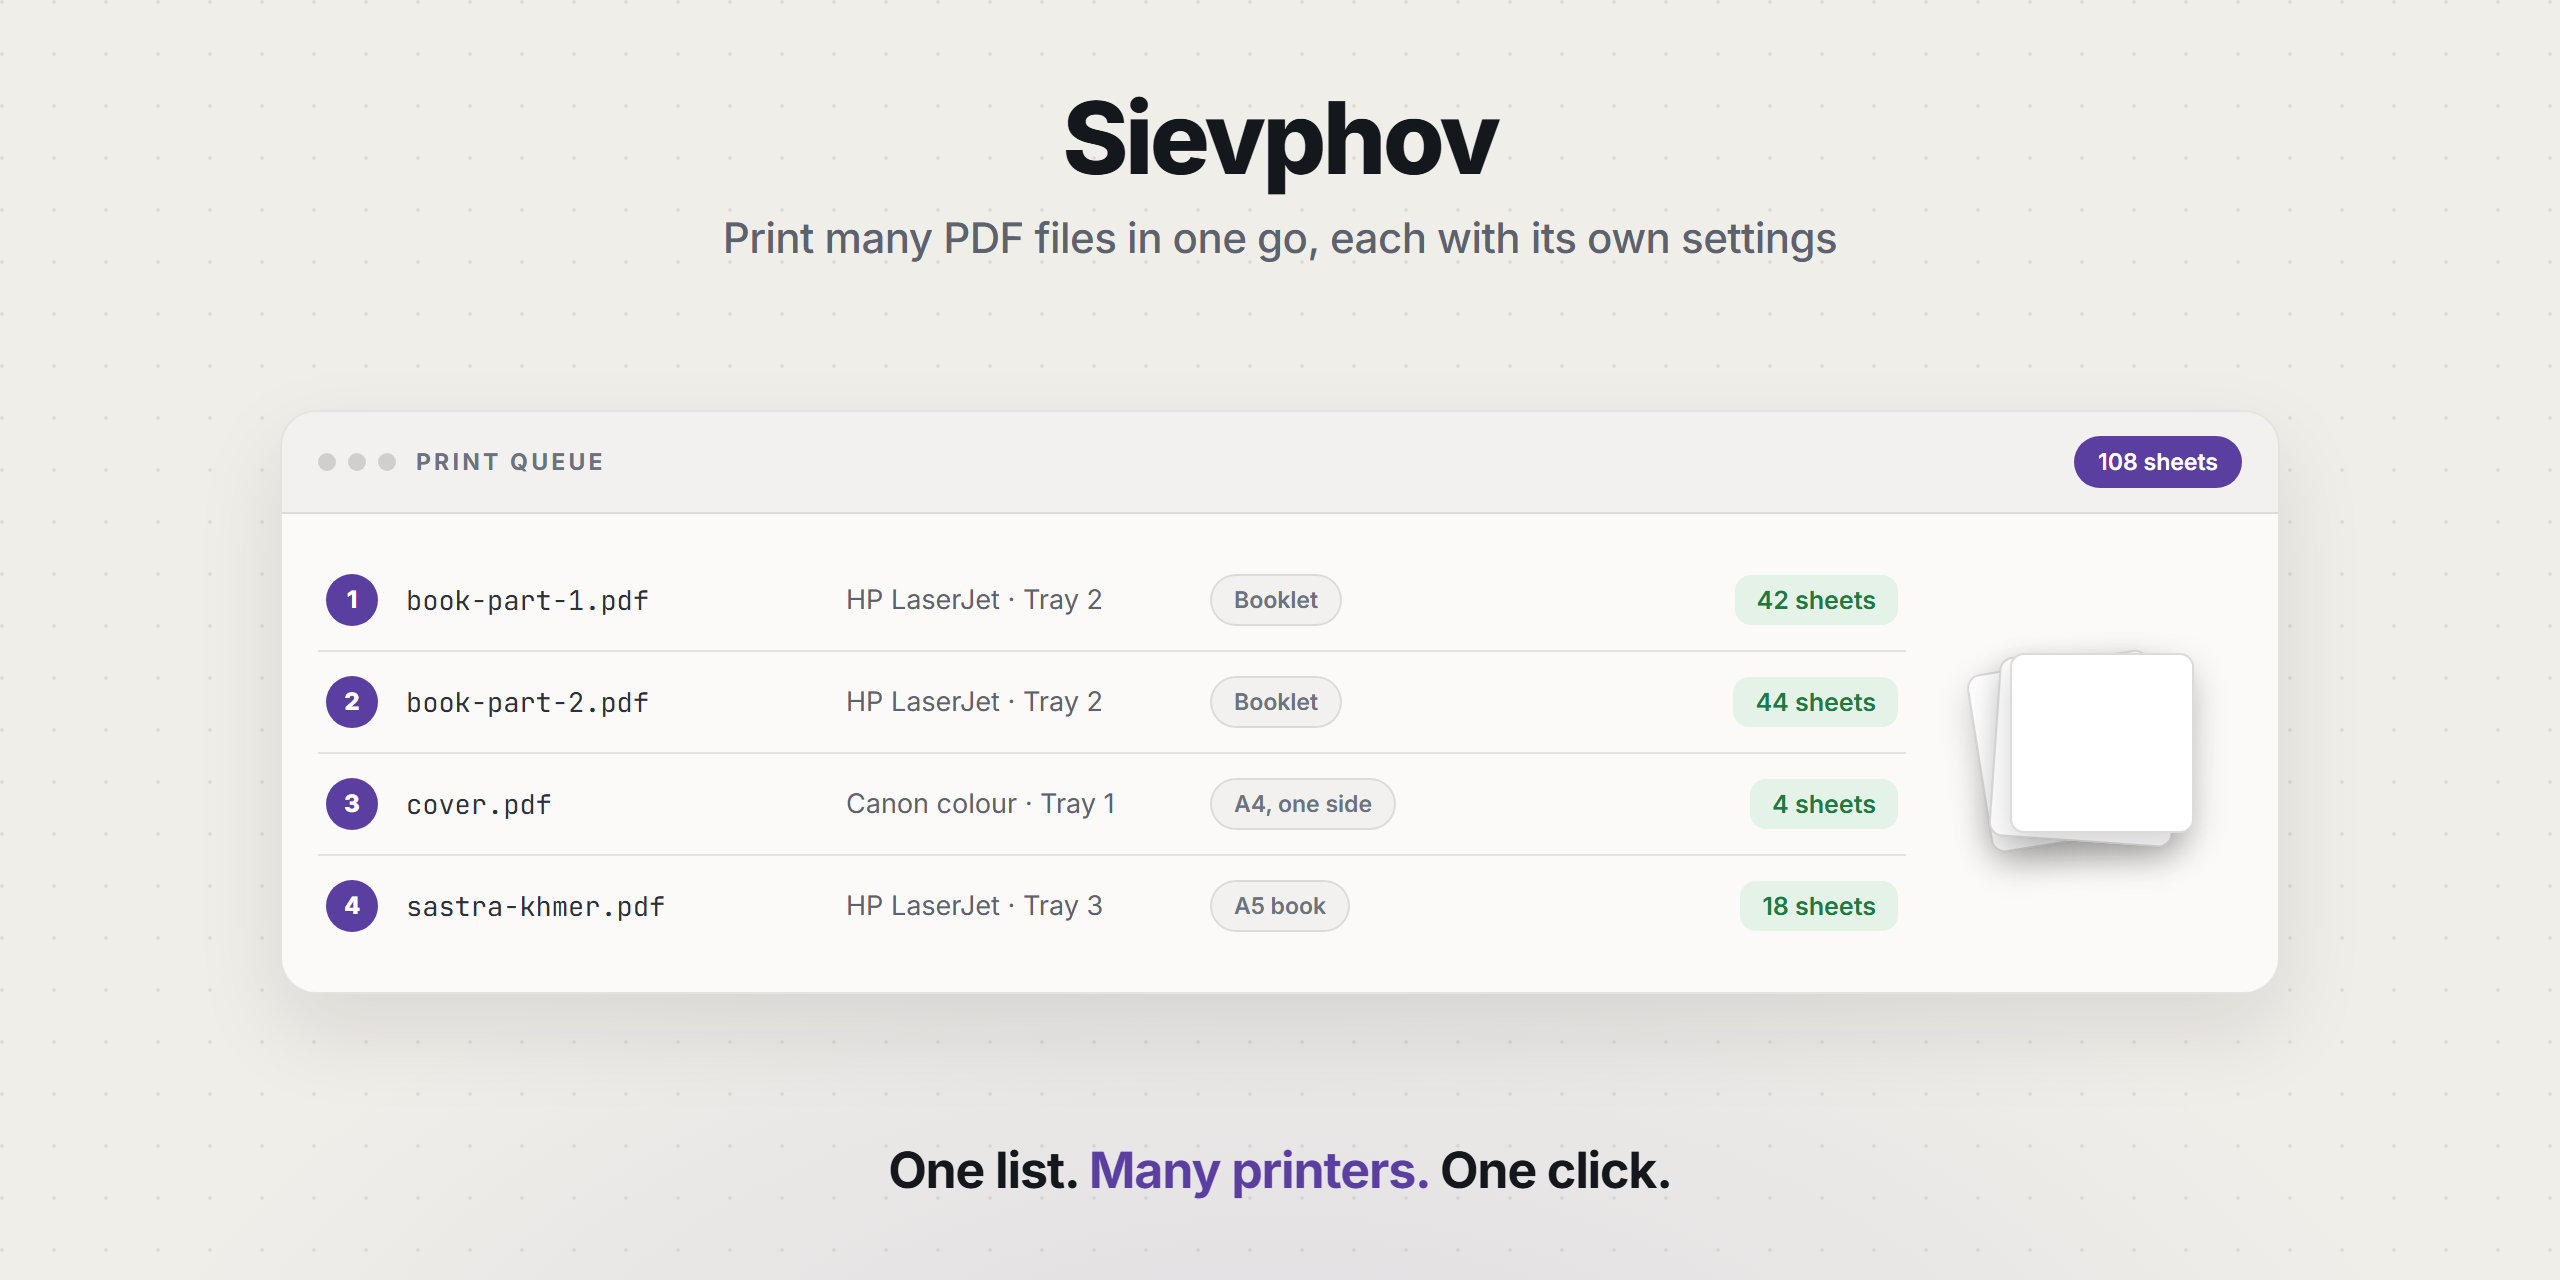 Sievphov
Print many PDF files in one go, each with its own settings
PRINT QUEUE
108 sheets
1 book-part-1.pdf HP LaserJet · Tray 2 Booklet 42 sheets
2 book-part-2.pdf HP LaserJet · Tray 2 Booklet 44 sheets
3 cover.pdf Canon colour · Tray 1 A4, one side 4 sheets
4 sastra-khmer.pdf HP LaserJet · Tray 3 A5 book 18 sheets
One list. Many printers. One click.